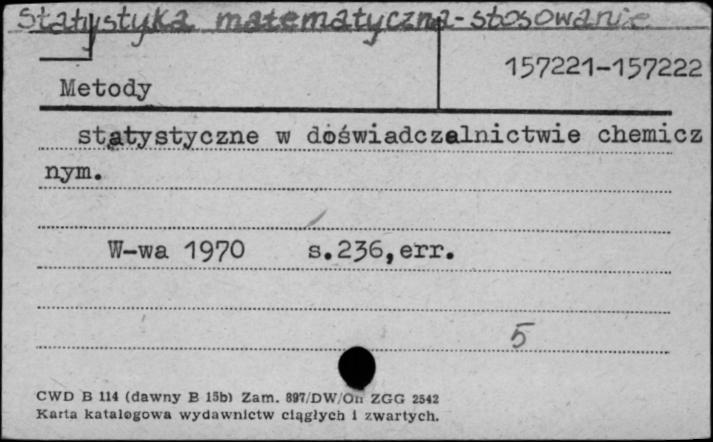 Statystyka matematyczna-stosowanie
157221-157222
Metody
statystyczne w doświadczalnictwie chemicz
nym.
W-wa 1970 s.236,err.
5
CWD B 114 (dawny B 15b) Zam. 897/DW/On ZGG 2542
Karta katalogowa wydawnictw ciągłych i zwartych.